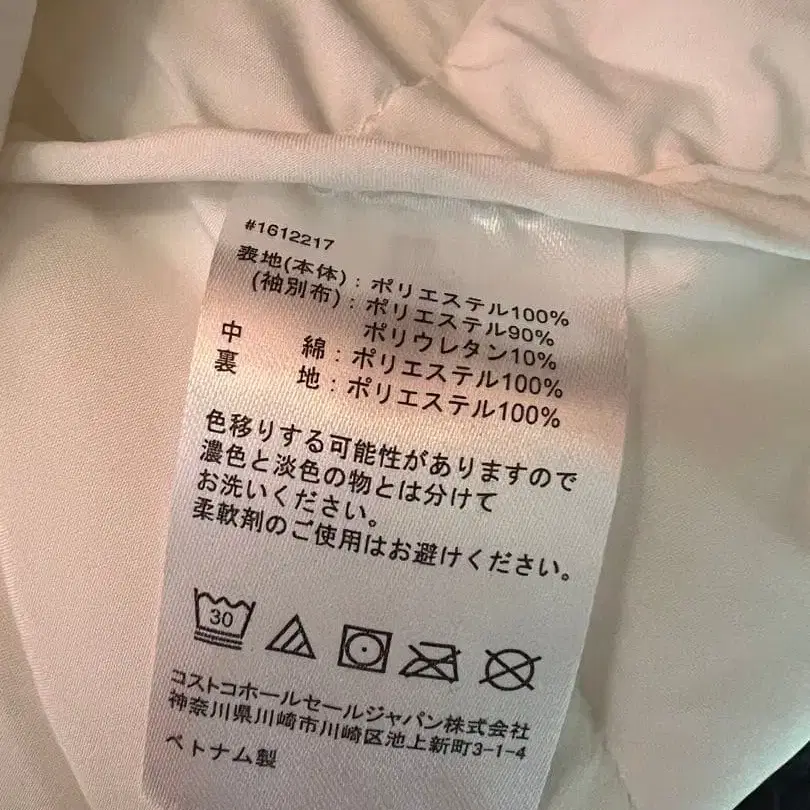 #1612217
表地(本体)：ポリエステル100%
(袖別布)：ポリエステル90%
ポリウレタン10%
中 綿：ポリエステル100%
裏 地：ポリエステル100%
色移りする可能性がありますので
濃色と淡色の物とは分けて
お洗いください。
柔軟剤のご使用はお避けください。
30
コストコホールセールジャパン株式会社
神奈川県川崎市川崎区池上新町3-1-4
ベトナム製